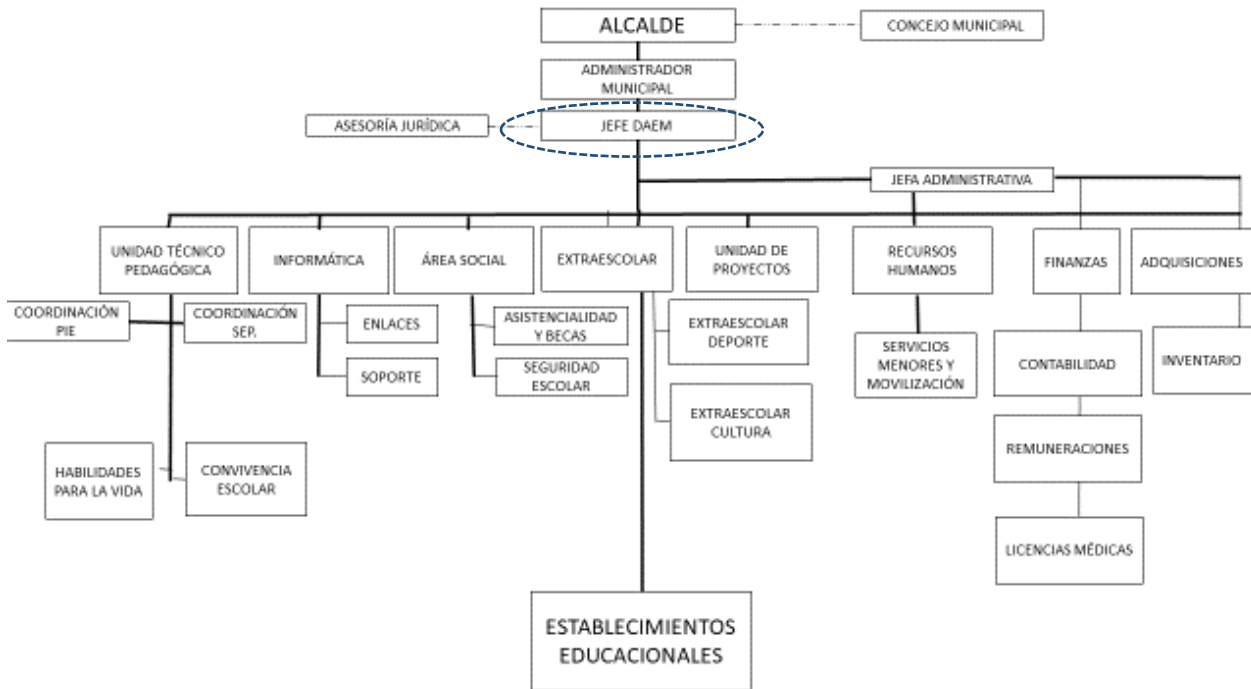 ALCALDE
CONCEJO MUNICIPAL
ADMINISTRADOR
MUNICIPAL
ASESORÍA JURÍDICA
JEFE DAEM
JEFA ADMINISTRATIVA
UNIDAD TÉCNICO
PEDAGÓGICA
INFORMÁTICA
ÁREA SOCIAL
EXTRAESCOLAR
UNIDAD DE
PROYECTOS
RECURSOS
HUMANOS
FINANZAS
ADQUISICIONES
COORDINACIÓN
PIE
COORDINACIÓN
SEP.
ENLACES
SOPORTE
ASISTENCIALIDAD
Y BECAS
SEGURIDAD
ESCOLAR
EXTRAESCOLAR
DEPORTE
EXTRAESCOLAR
CULTURA
SERVICIOS
MENORES Y
MOVILIZACIÓN
CONTABILIDAD
INVENTARIO
REMUNERACIONES
LICENCIAS MÉDICAS
HABILIDADES
PARA LA VIDA
CONVIVENCIA
ESCOLAR
ESTABLECIMIENTOS
EDUCACIONALES